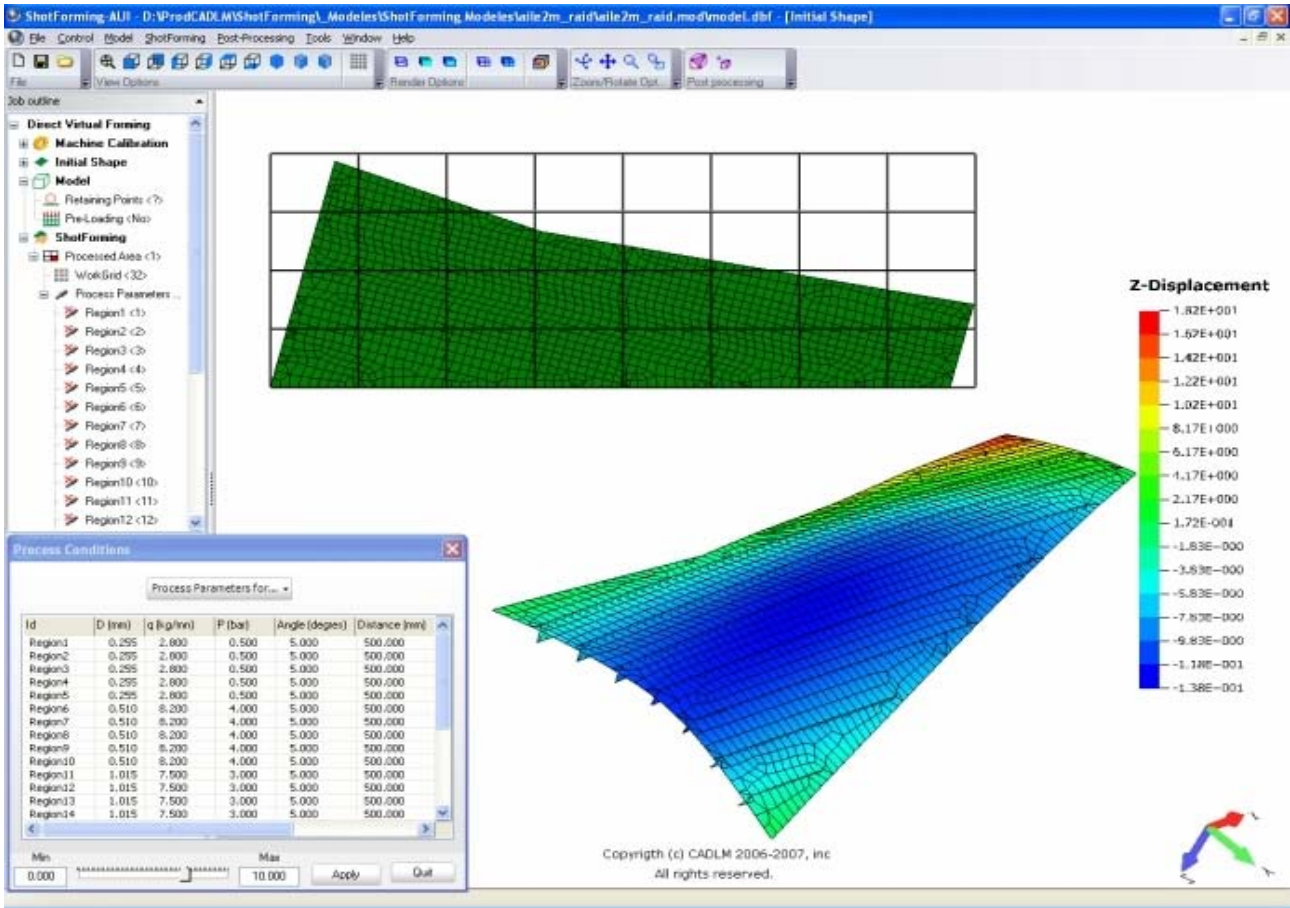 ShotForming-AUI - D:\ProdCADLM\ShotForming\_Modeles\ShotForming Modeles\aile2m_raid\aile2m_raid.mod\model.dbf - [Initial Shape]
File Control Model ShotForming Post-Processing Tools Window Help
File View Options Render Options Zoom/Rotate Opt. Post processing
Job outline
Direct Virtual Forming
Machine Calibration
Initial Shape
Model
Retaining Points <?>
Pre-Loading <No>
ShotForming
Processed Area <1>
WorkGrid <32>
Process Parameters ...
Region1 <1>
Region2 <2>
Region3 <3>
Region4 <4>
Region5 <5>
Region6 <6>
Region7 <7>
Region8 <8>
Region9 <9>
Region10 <10>
Region11 <11>
Region12 <12>
Z-Displacement
1.82E+001
1.62E+001
1.42E+001
1.22E+001
1.02E+001
8.17E+000
6.17E+000
4.17E+000
2.17E+000
1.72E-001
-1.83E-000
-3.83E-000
-5.83E-000
-7.83E-000
-9.83E-000
-1.18E-001
-1.38E-001
Process Conditions
Process Parameters for...
Id D (mm) q (kg/mn) P (bar) Angle (degres) Distance (mm)
Region1 0.255 2.800 0.500 5.000 500.000
Region2 0.255 2.800 0.500 5.000 500.000
Region3 0.255 2.800 0.500 5.000 500.000
Region4 0.255 2.800 0.500 5.000 500.000
Region5 0.255 2.800 0.500 5.000 500.000
Region6 0.510 8.200 4.000 5.000 500.000
Region7 0.510 8.200 4.000 5.000 500.000
Region8 0.510 8.200 4.000 5.000 500.000
Region9 0.510 8.200 4.000 5.000 500.000
Region10 0.510 8.200 4.000 5.000 500.000
Region11 1.015 7.500 3.000 5.000 500.000
Region12 1.015 7.500 3.000 5.000 500.000
Region13 1.015 7.500 3.000 5.000 500.000
Region14 1.015 7.500 3.000 5.000 500.000
Min Max
0.000 10.000 Apply Quit
Copyrigth (c) CADLM 2006-2007, inc
All rights reserved.